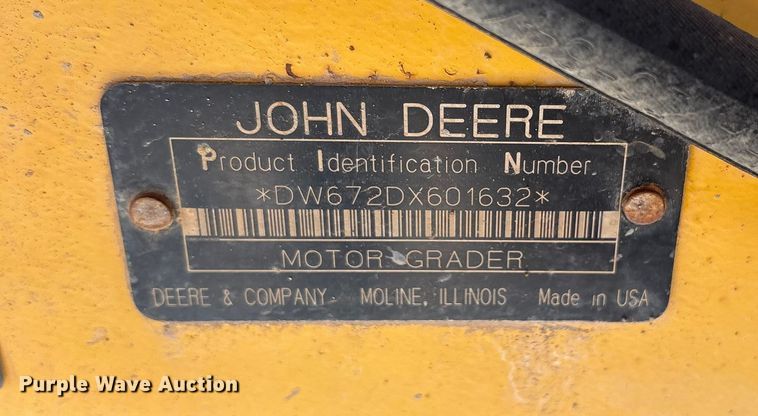 JOHN DEERE
Product Identification Number
*DW672DX601632*
MOTOR GRADER
DEERE & COMPANY MOLINE, ILLINOIS Made in USA
Purple Wave Auction